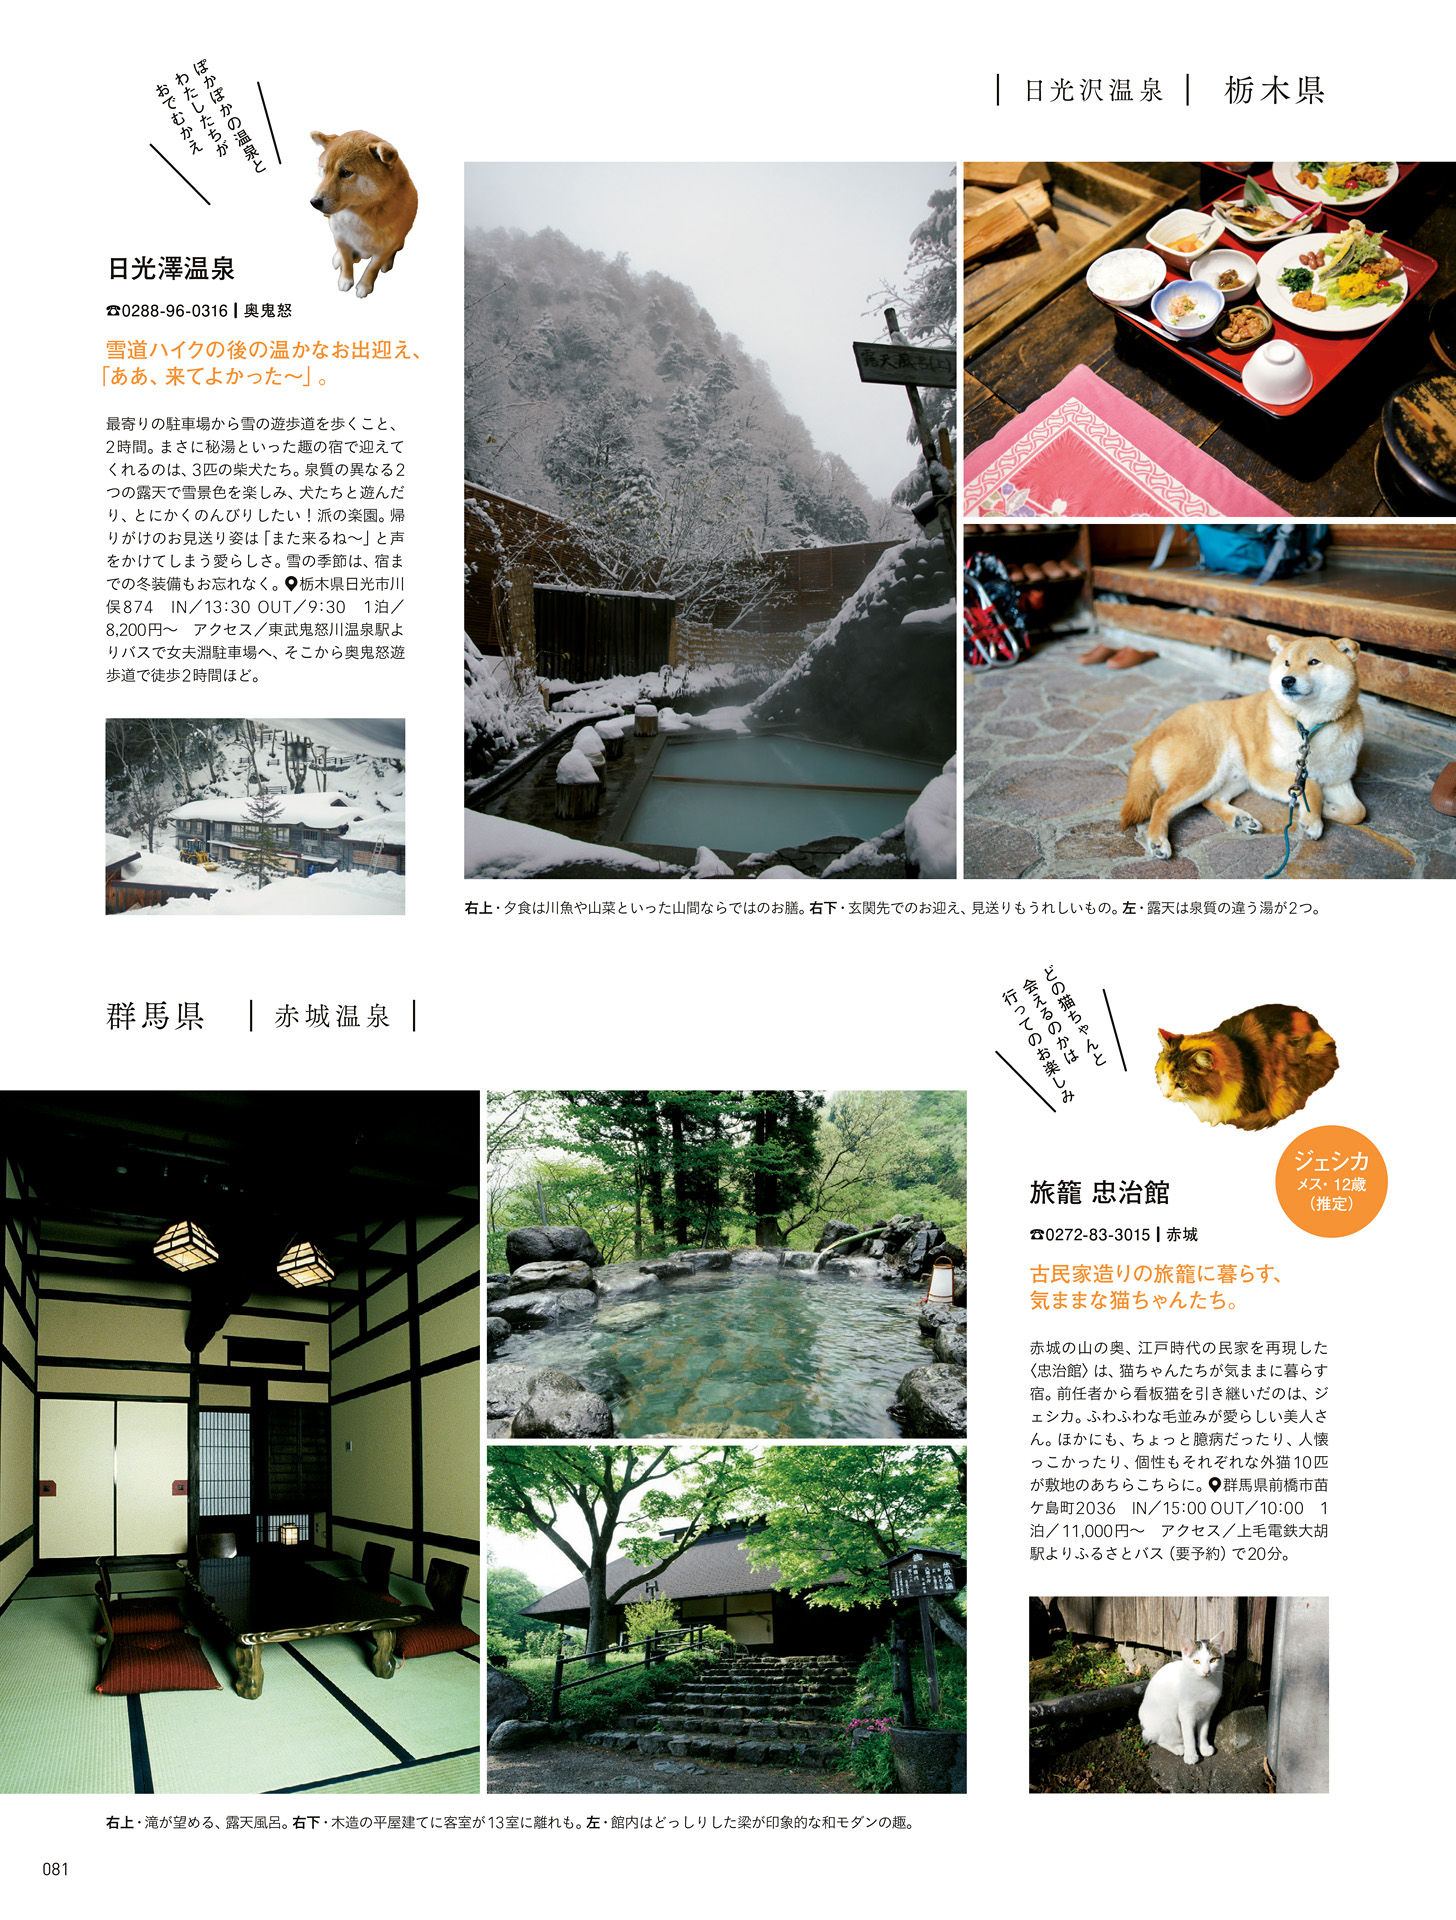 日光沢温泉
栃木県
ぽかぽかの温泉と
わたしたちが
おでむかえ
日光澤温泉
☎0288-96-0316 | 奥鬼怒
雪道ハイクの後の温かなお出迎え、
「ああ、来てよかった〜」。
最寄りの駐車場から雪の遊歩道を歩くこと、
2時間。まさに秘湯といった趣の宿で迎えて
くれるのは、3匹の柴犬たち。泉質の異なる2
つの露天で雪景色を楽しみ、犬たちと遊んだ
り、とにかくのんびりしたい！派の楽園。帰
りがけのお見送り姿は「また来るね〜」と声
をかけてしまう愛らしさ。雪の季節は、宿ま
での冬装備もお忘れなく。栃木県日光市川
俣874　IN／13:30 OUT／9:30　1泊／
8,200円〜　アクセス／東武鬼怒川温泉駅よ
りバスで女夫淵駐車場へ、そこから奥鬼怒遊
歩道で徒歩2時間ほど。
右上・夕食は川魚や山菜といった山間ならではのお膳。右下・玄関先でのお迎え、見送りもうれしいもの。左・露天は泉質の違う湯が2つ。
群馬県
赤城温泉
どの猫ちゃんと
会えるのかは
行ってのお楽しみ
ジェシカ
メス・12歳
（推定）
旅籠 忠治館
☎0272-83-3015 | 赤城
古民家造りの旅籠に暮らす、
気ままな猫ちゃんたち。
赤城の山の奥、江戸時代の民家を再現した
〈忠治館〉は、猫ちゃんたちが気ままに暮らす
宿。前任者から看板猫を引き継いだのは、ジ
ェシカ。ふわふわな毛並みが愛らしい美人さ
ん。ほかにも、ちょっと臆病だったり、人懐
っこかったり、個性もそれぞれな外猫10匹
が敷地のあちらこちらに。群馬県前橋市苗
ケ島町2036　IN／15:00 OUT／10:00　1
泊／11,000円〜　アクセス／上毛電鉄大胡
駅よりふるさとバス（要予約）で20分。
右上・滝が望める、露天風呂。右下・木造の平屋建てに客室が13室に離れも。左・館内はどっしりした梁が印象的な和モダンの趣。
081